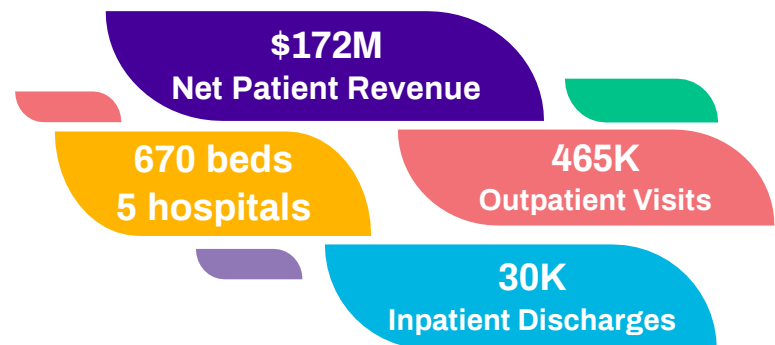 $172M
Net Patient Revenue
670 beds
5 hospitals
465K
Outpatient Visits
30K
Inpatient Discharges